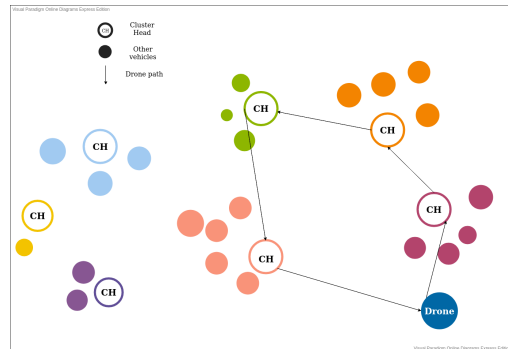 Visual Paradigm Online Diagrams Express Edition
CH
Cluster
Head
Other
vehicles
Drone path
CH
CH
CH
CH
CH
CH
CH
CH
Drone
Visual Paradigm Online Diagrams Express Edition